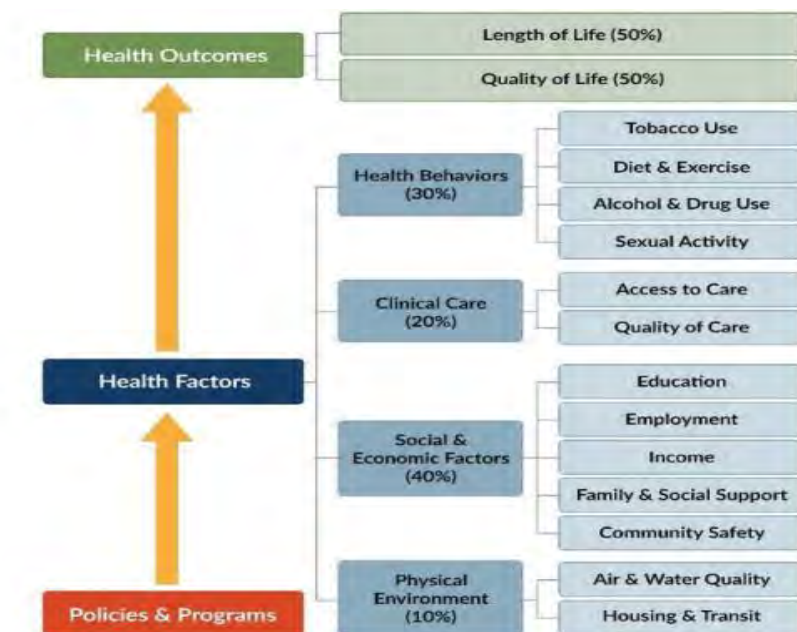 Health Outcomes
Length of Life (50%)
Quality of Life (50%)
Health Factors
Health Behaviors
(30%)
Tobacco Use
Diet & Exercise
Alcohol & Drug Use
Sexual Activity
Clinical Care
(20%)
Access to Care
Quality of Care
Social &
Economic Factors
(40%)
Education
Employment
Income
Family & Social Support
Community Safety
Physical
Environment
(10%)
Air & Water Quality
Housing & Transit
Policies & Programs